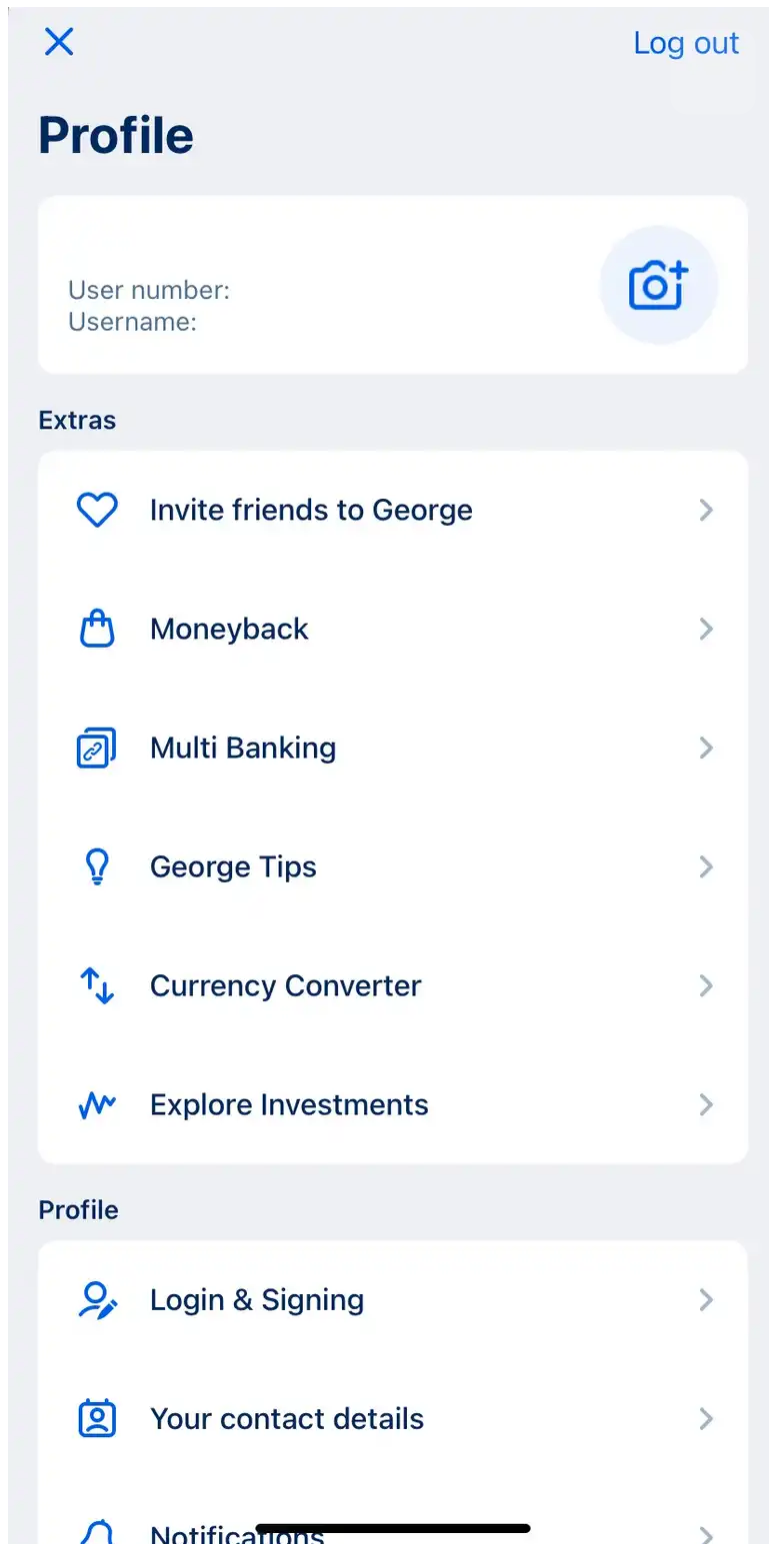 Log out
Profile
User number:
Username:
Extras
Invite friends to George
Moneyback
Multi Banking
George Tips
Currency Converter
Explore Investments
Profile
Login & Signing
Your contact details
Notifications